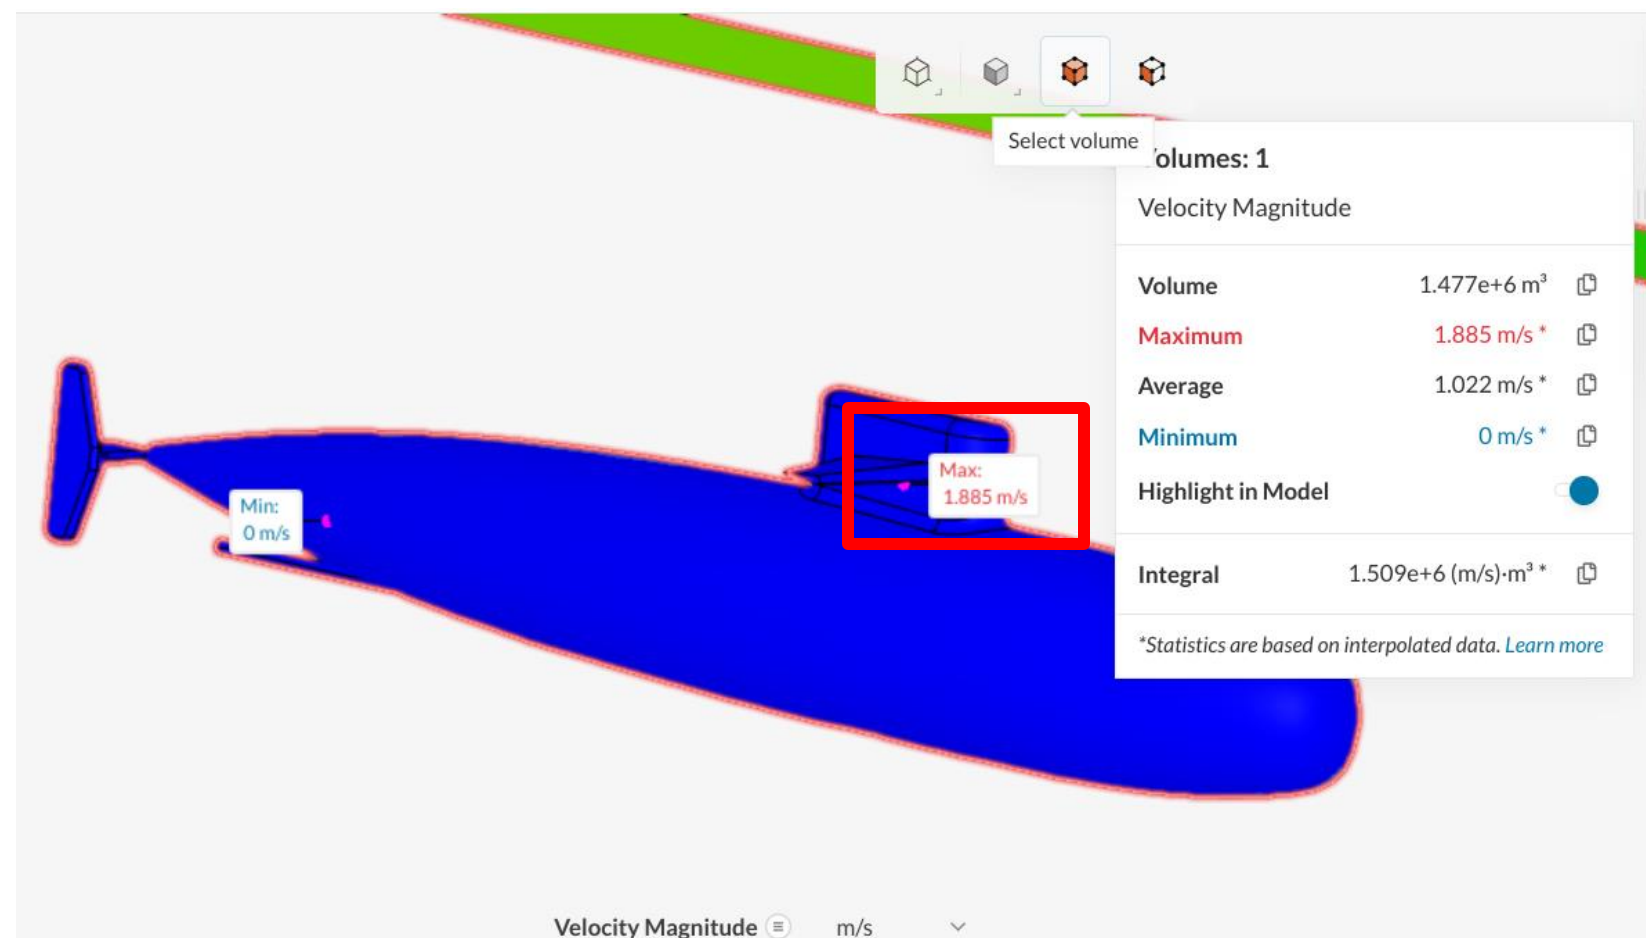 Select volume
olumes: 1
Velocity Magnitude
Volume 1.477e+6 m³
Maximum 1.885 m/s *
Average 1.022 m/s *
Minimum 0 m/s *
Highlight in Model
Integral 1.509e+6 (m/s)·m³ *
*Statistics are based on interpolated data. Learn more
Max:
1.885 m/s
Min:
0 m/s
Velocity Magnitude m/s